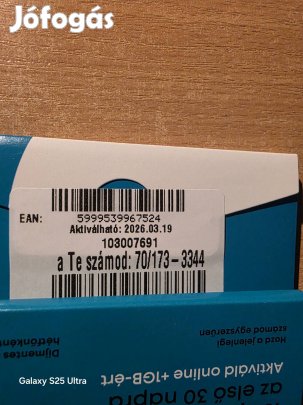 Jófogás
EAN:
5999539967524
Aktiválható: 2026.03.19
103007691
a Te számod: 70/173-3344
Díjmentes
hétfőnként
Hozd a jelenlegi
számod egyszerűen
Aktiváld online +1GB-ért
az első 30 napra
Galaxy S25 Ultra